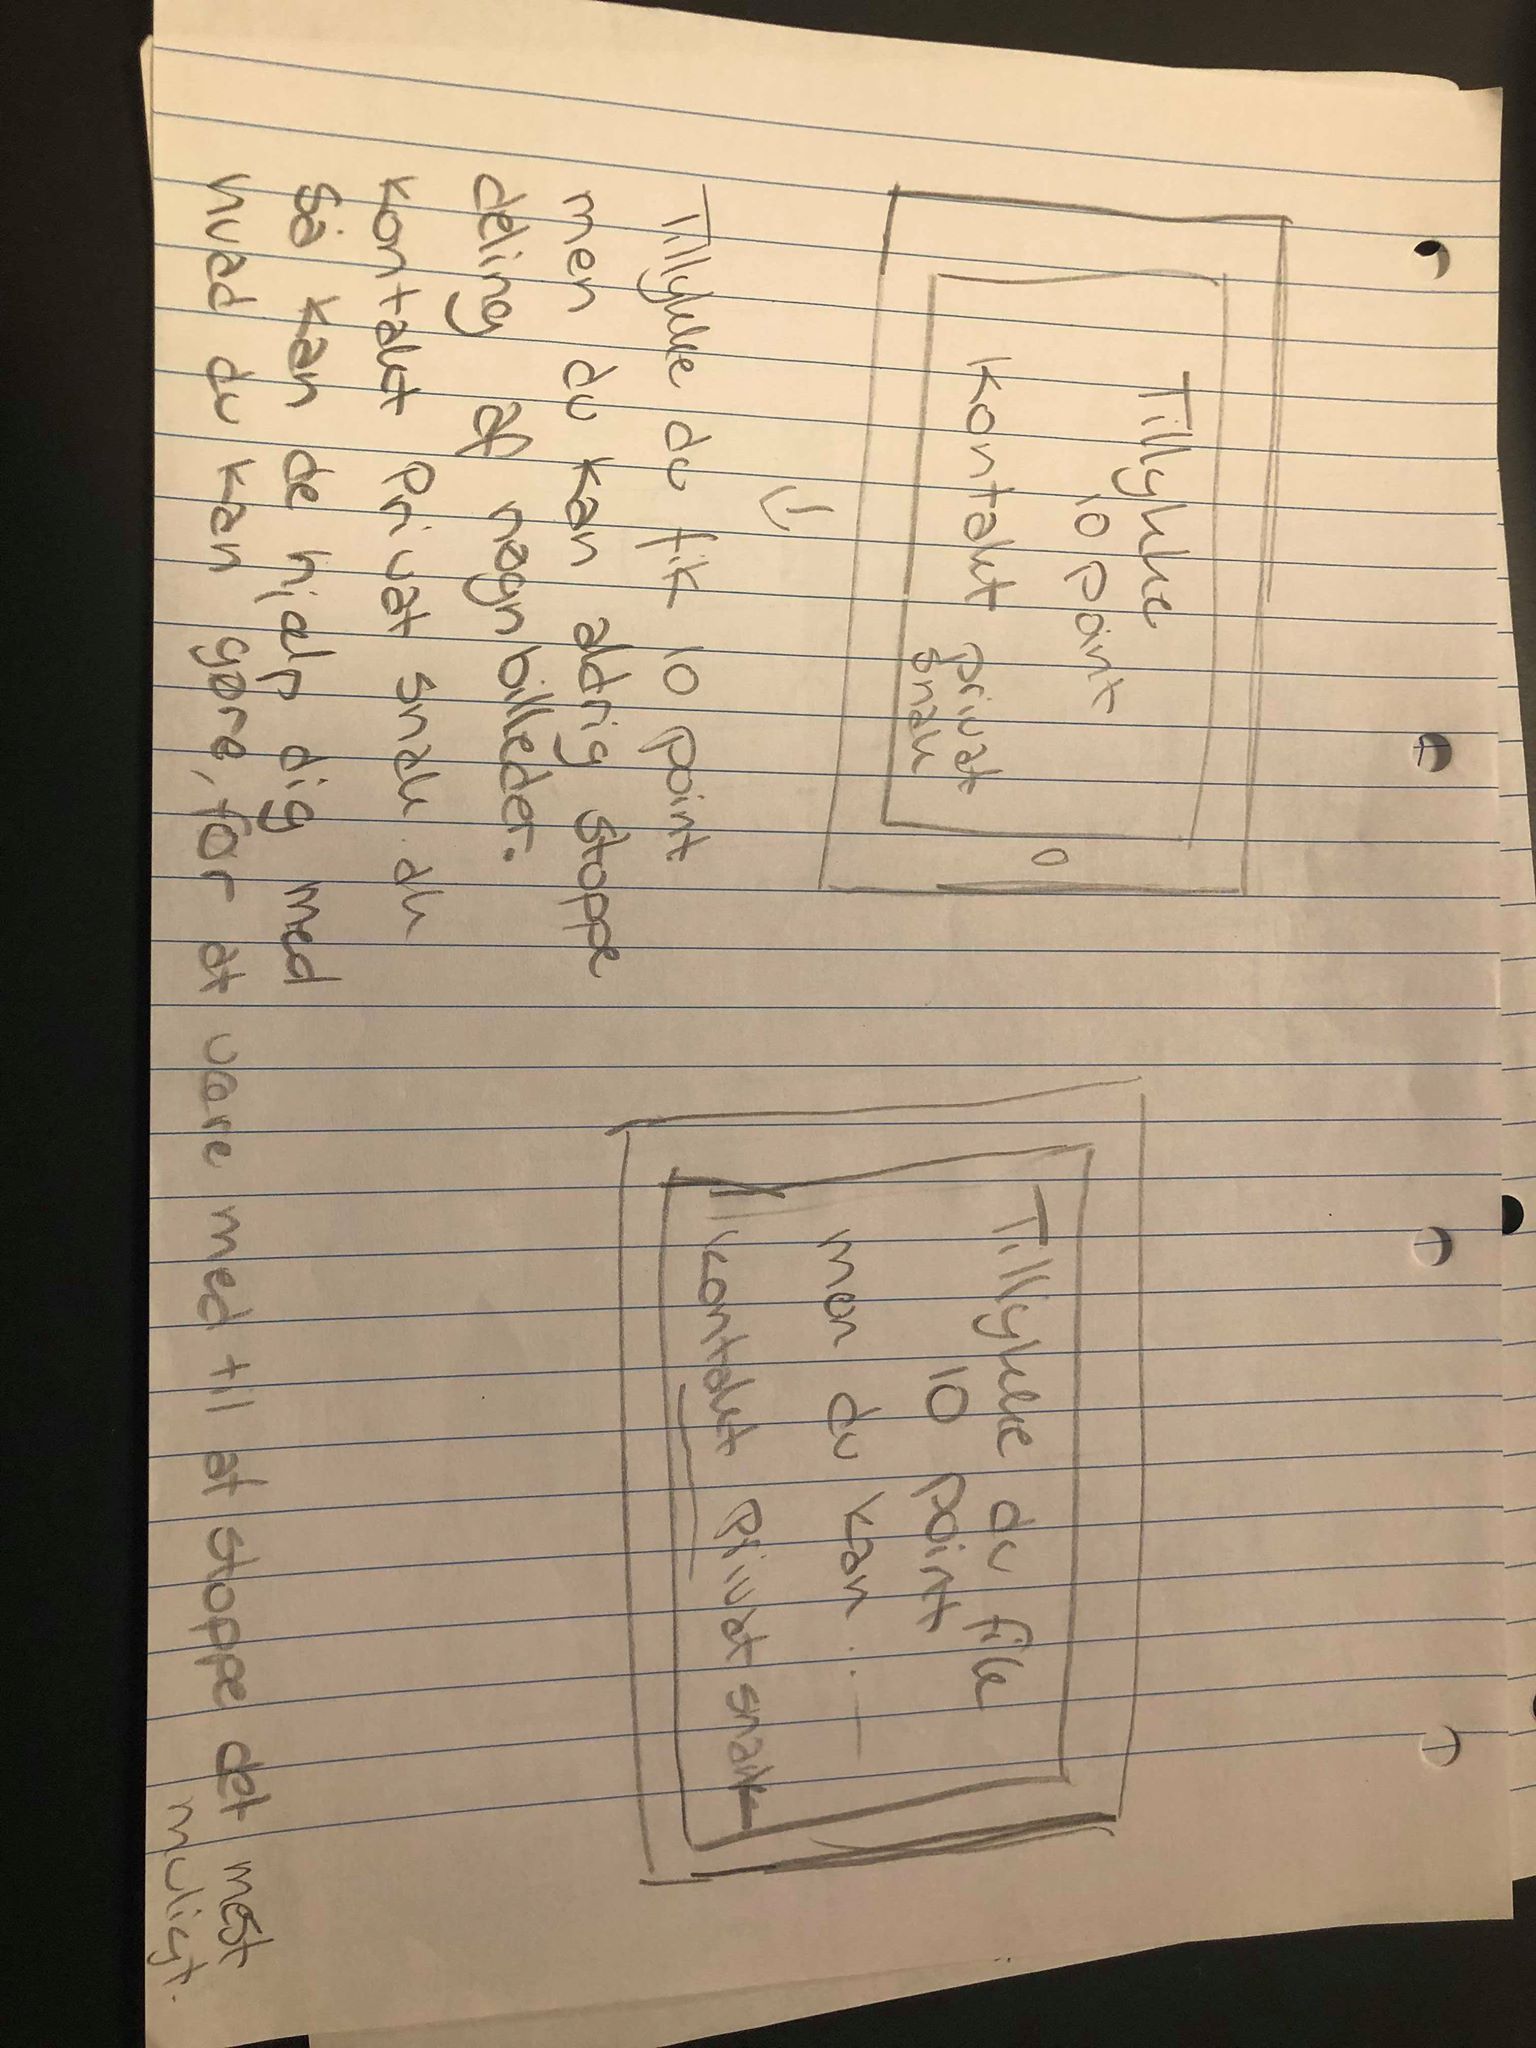 Tillykke
10 point
Kontakt privat
snak
Tillykke du fik 10 point
men du kan aldrig stoppe
deling af nogn billeder.
Kontakt Privat snak du
så kan de hjælp dig med
hvad du kan gøre, for at være med til at stoppe det mest
muligt.
Tillykke du fik
10 point
men du kan ...
Kontakt privat snak